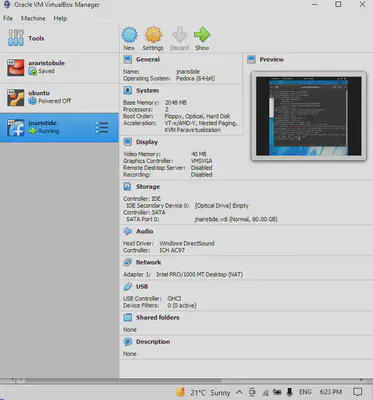 Oracle VM VirtualBox Manager
File Machine Help
Tools
araristobule
Saved
ubuntu
Powered Off
jnamstide
Running
New Settings Discard Show
General
Name: jnamstide
Operating System: Fedora (64-bit)
System
Base Memory: 2048 MB
Processors: 2
Boot Order: Floppy, Optical, Hard Disk
Acceleration: VT-x/AMD-V, Nested Paging,
KVM Paravirtualization
Display
Video Memory: 40 MB
Graphics Controller: VMSVGA
Remote Desktop Server: Disabled
Recording: Disabled
Storage
Controller: IDE
IDE Secondary Device 0: [Optical Drive] Empty
Controller: SATA
SATA Port 0: jnamstide.vdi (Normal, 80.00 GB)
Audio
Host Driver: Windows DirectSound
Controller: ICH AC97
Network
Adapter 1: Intel PRO/1000 MT Desktop (NAT)
USB
USB Controller: OHCI
Device Filters: 0 (0 active)
Shared folders
None
Description
None
Preview
21°C Sunny ENG 6:23 PM